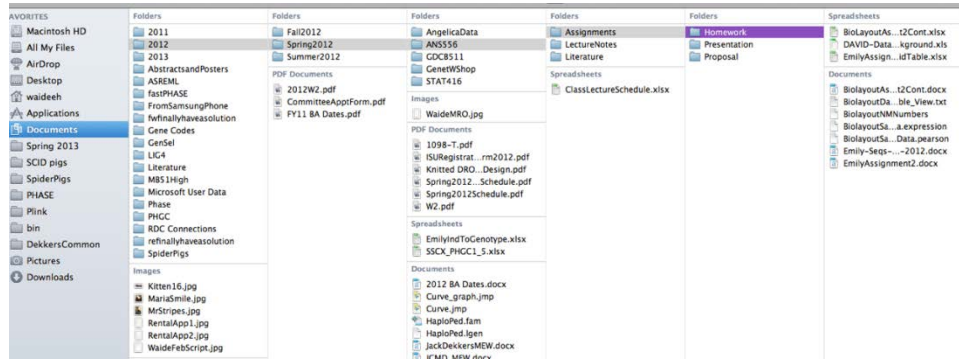 AVORITES
Macintosh HD
All My Files
AirDrop
Desktop
waideeh
Applications
Documents
Spring 2013
SCID pigs
SpiderPigs
PHASE
Plink
bin
DekkersCommon
Pictures
Downloads
Folders
2011
2012
2013
AbstractsandPosters
ASREML
fastPHASE
FromSamsungPhone
fwfinallyhaveasolution
Gene Codes
GenSel
LIG4
Literature
MBS1High
Microsoft User Data
Phase
PHGC
RDC Connections
refinallyhaveasolution
SpiderPigs
Images
Kitten16.jpg
MariaSmile.jpg
MrStripes.jpg
RentalApp1.jpg
RentalApp2.jpg
WaideFebScript.jpg
Folders
Fall2012
Spring2012
Summer2012
PDF Documents
2012W2.pdf
CommitteeApptForm.pdf
FY11 BA Dates.pdf
Folders
AngelicaData
ANS556
GDCB511
GenetWShop
STAT416
Images
WaideMRO.jpg
PDF Documents
1098-T.pdf
ISURegistrat...rm2012.pdf
Knitted DRO...Design.pdf
Spring2012...Schedule.pdf
Spring2012Schedule.pdf
W2.pdf
Spreadsheets
EmilyIndToGenotype.xlsx
SSCX_PHGC1_5.xlsx
Documents
2012 BA Dates.docx
Curve_graph.jmp
Curve.jmp
HaploPed.fam
HaploPed.lgen
JackDekkersMEW.docx
JCMD_MEW.docx
Folders
Assignments
LectureNotes
Literature
Spreadsheets
ClassLectureSchedule.xlsx
Folders
Homework
Presentation
Proposal
Spreadsheets
BioLayoutAs...t2Cont.xlsx
DAVID-Data...kground.xls
EmilyAssign...idTable.xlsx
Documents
BiolayoutAs...t2Cont.docx
BiolayoutDa...ble_View.txt
BiolayoutNMNumbers
BiolayoutSa...a.expression
BiolayoutSa...Data.pearson
Emily-Seqs-...-2012.docx
EmilyAssignment2.docx